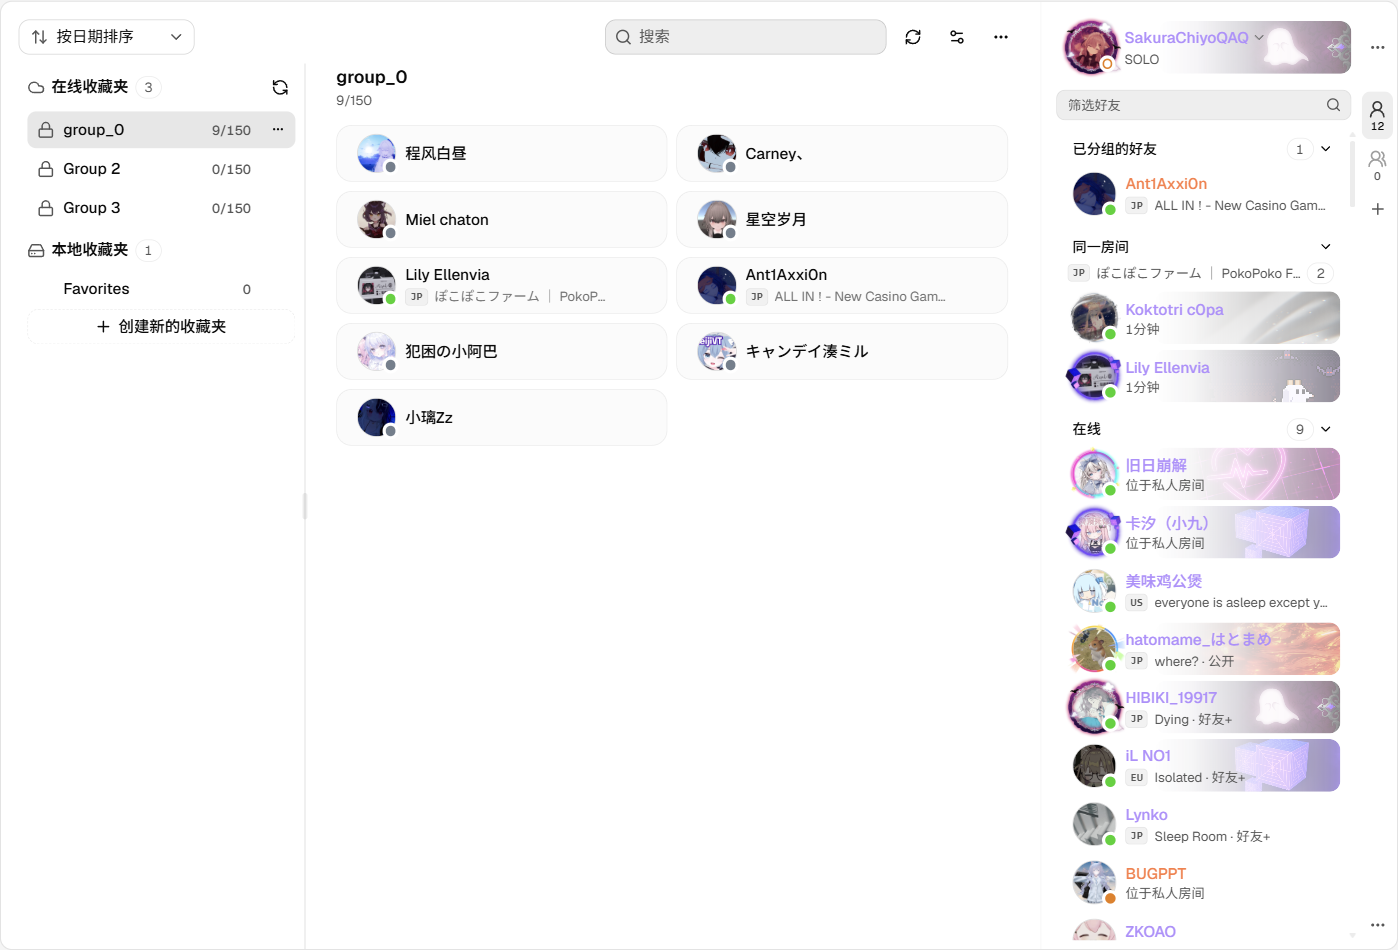 按日期排序
在线收藏夹 3
group_0 9/150
Group 2 0/150
Group 3 0/150
本地收藏夹 1
Favorites 0
创建新的收藏夹
搜索
group_0
9/150
程风白昼
Carney、
Miel chaton
星空岁月
Lily Ellenvia
JP ぽこぽこファーム | PokoP...
Ant1Axxi0n
JP ALL IN ! - New Casino Gam...
犯困の小阿巴
キャンデイ湊ミル
小璃Zz
SakuraChiyoQAQ
SOLO
筛选好友
12
0
已分组的好友 1
Ant1Axxi0n
JP ALL IN ! - New Casino Gam...
同一房间
JP ぽこぽこファーム | PokoPoko F... 2
Koktotri c0pa
1分钟
Lily Ellenvia
1分钟
在线 9
旧日崩解
位于私人房间
卡汐（小九）
位于私人房间
美味鸡公煲
US everyone is asleep except y...
hatomame_はとまめ
JP where? · 公开
HIBIKI_19917
JP Dying · 好友+
iL NO1
EU Isolated · 好友+
Lynko
JP Sleep Room · 好友+
BUGPPT
位于私人房间
ZKOAO